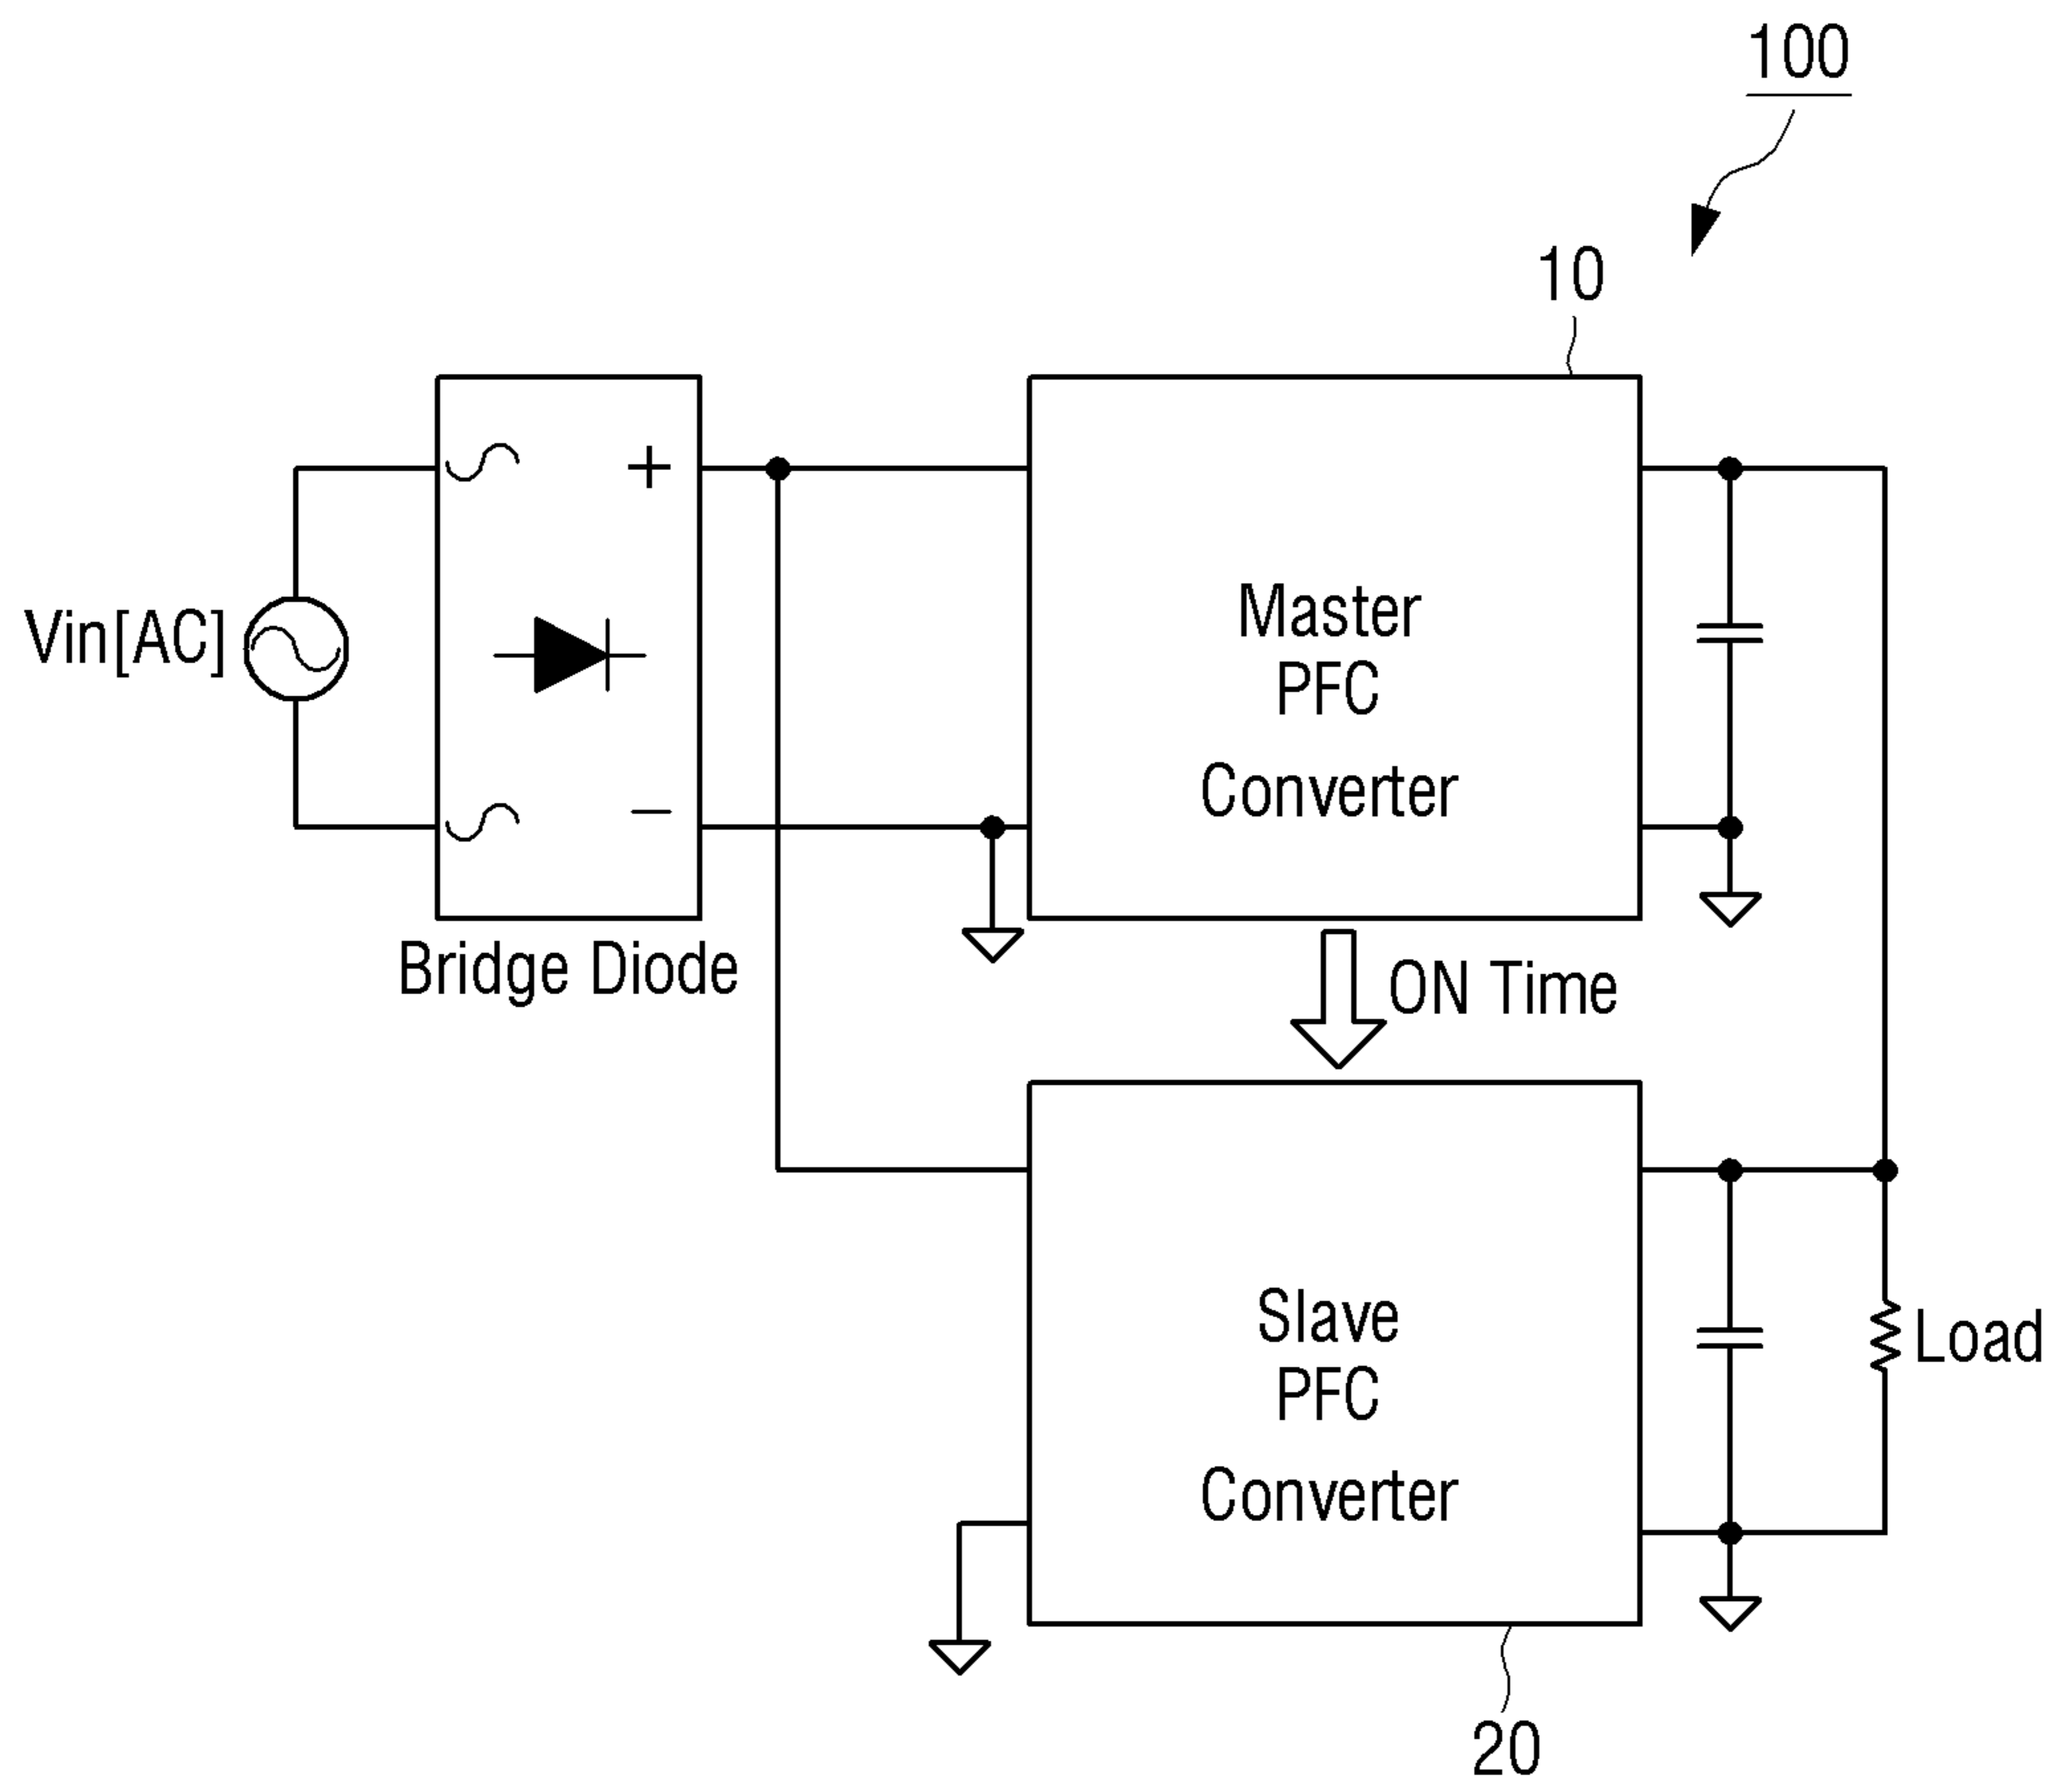 100
10
Vin[AC]
+
−
Master
PFC
Converter
Bridge Diode
ON Time
Slave
PFC
Converter
Load
20